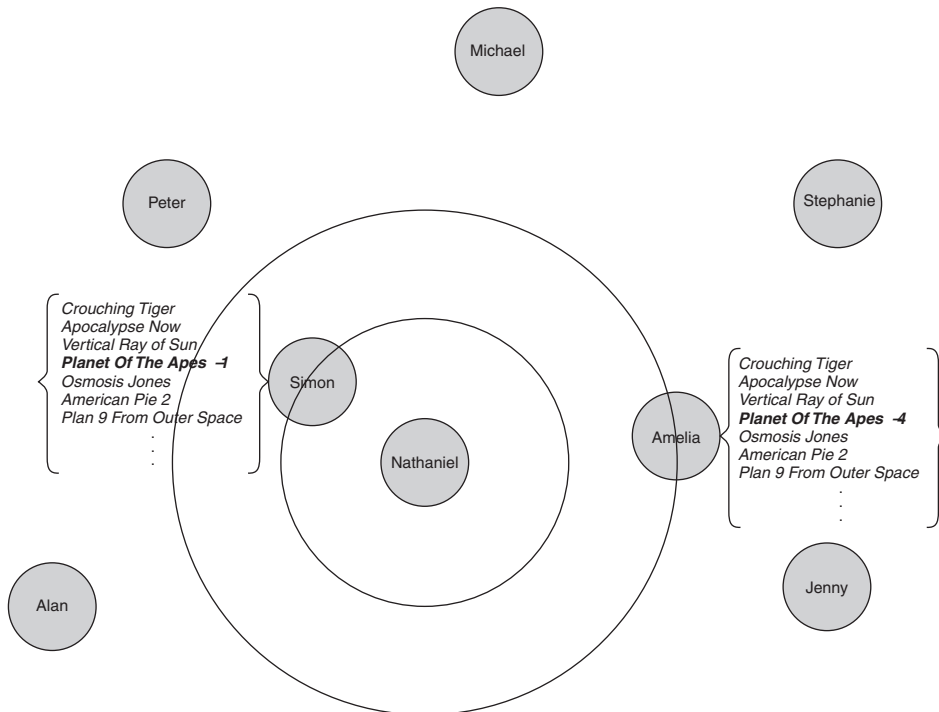 Michael
Peter
Stephanie
Crouching Tiger
Apocalypse Now
Vertical Ray of Sun
Planet Of The Apes –1
Osmosis Jones
American Pie 2
Plan 9 From Outer Space
.
.
.
Simon
Nathaniel
Amelia
Crouching Tiger
Apocalypse Now
Vertical Ray of Sun
Planet Of The Apes –4
Osmosis Jones
American Pie 2
Plan 9 From Outer Space
.
.
.
Alan
Jenny